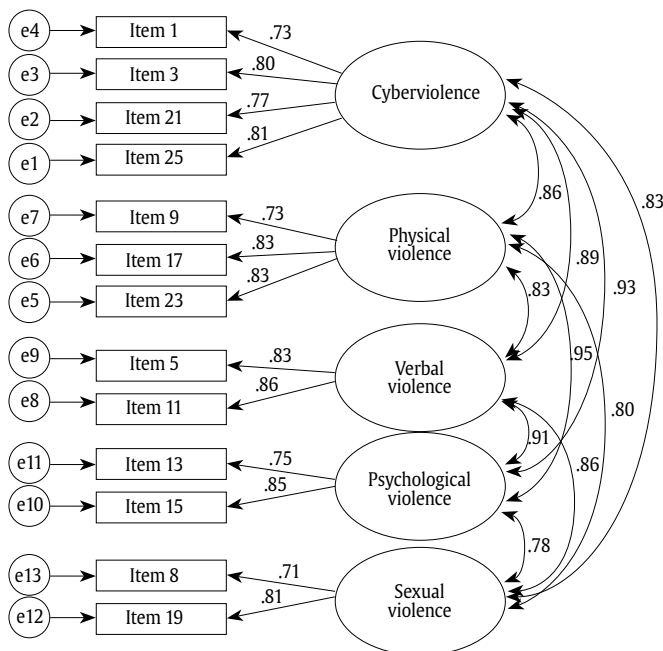 e4
Item 1
.73
e3
Item 3
.80
e2
Item 21
.77
e1
Item 25
.81
Cyberviolence
e7
Item 9
.73
e6
Item 17
.83
e5
Item 23
.83
Physical
violence
e9
Item 5
.83
e8
Item 11
.86
Verbal
violence
e11
Item 13
.75
e10
Item 15
.85
Psychological
violence
e13
Item 8
.71
e12
Item 19
.81
Sexual
violence
.86
.83
.89
.93
.83
.95
.80
.91
.86
.78